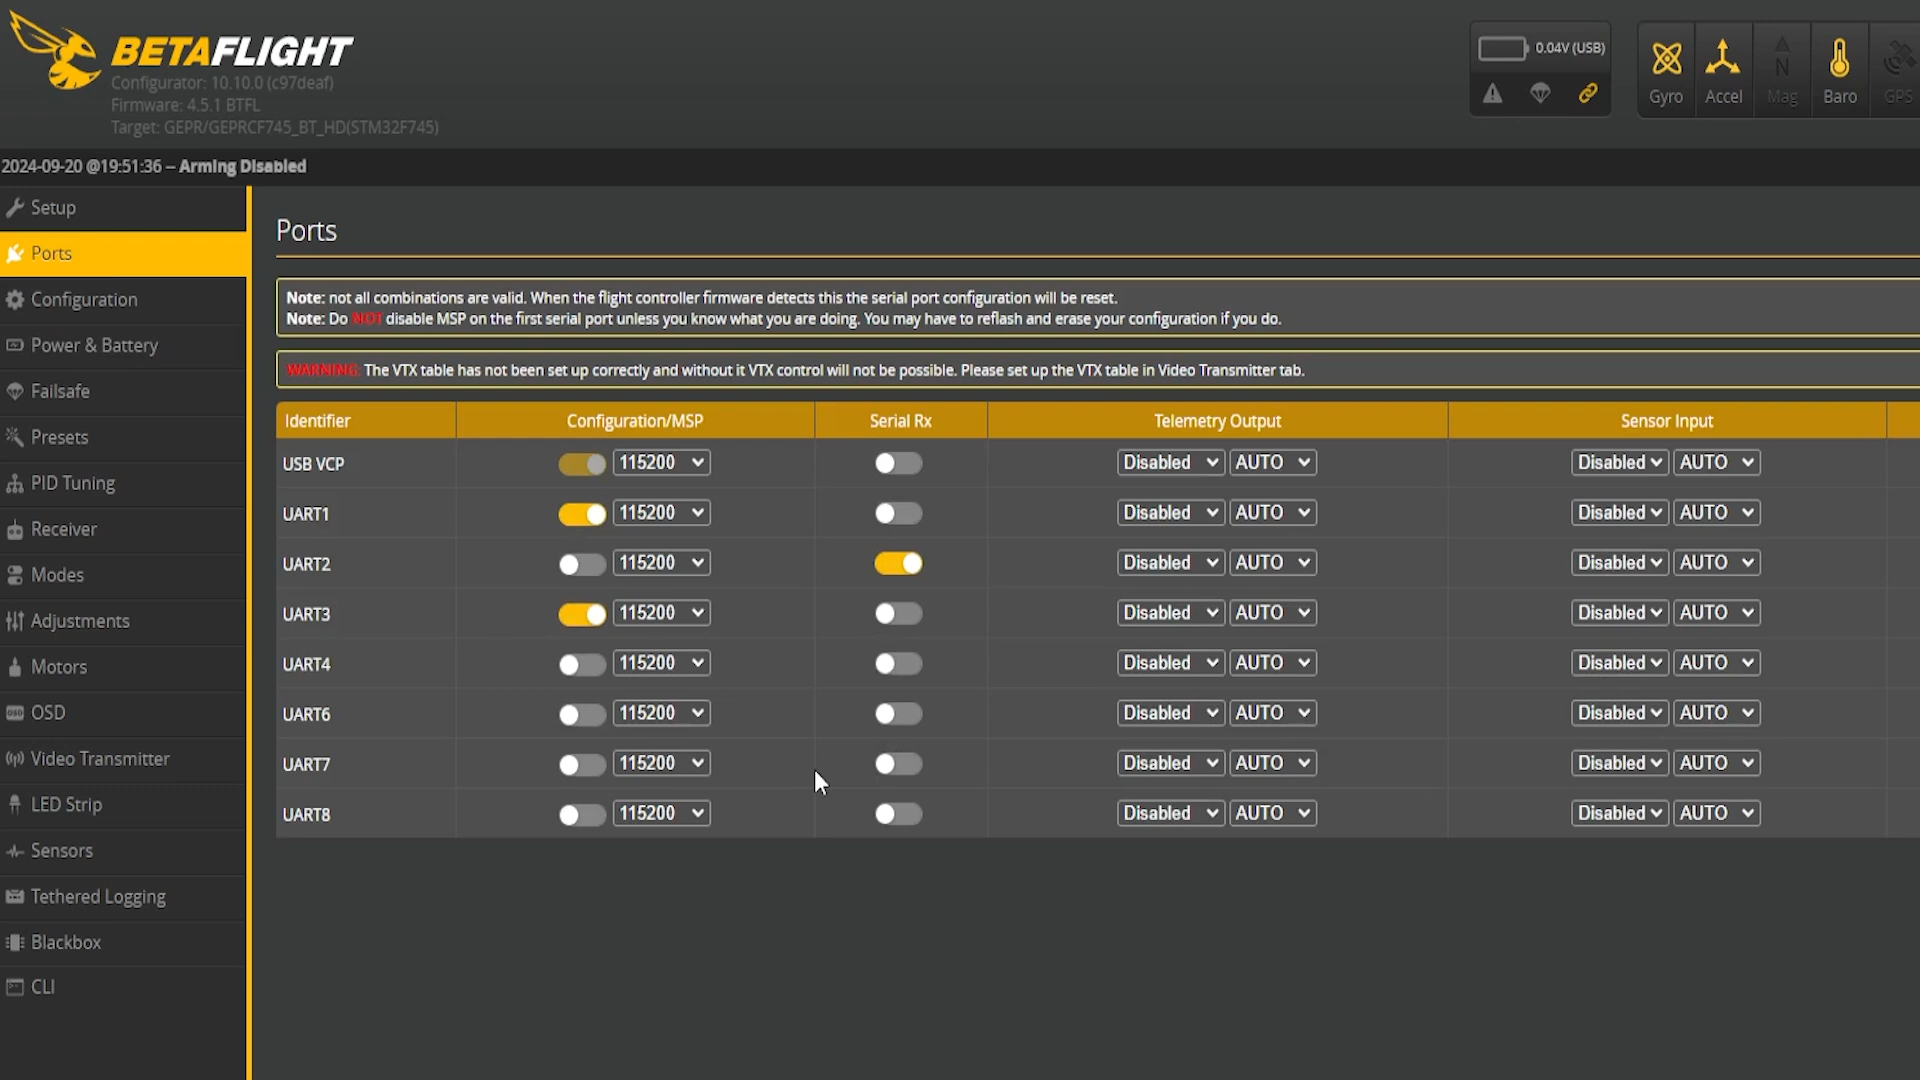 BETAFLIGHT
Configurator: 10.10.0 (c97deaf)
Firmware: 4.5.1 BTFL
Target: GEPR/GEPRCF745_BT_HD(STM32F745)
0.04V (USB)
Gyro
Accel
N
Mag
Baro
GPS
2024-09-20 @19:51:36 – Arming Disabled
Setup
Ports
Configuration
Power & Battery
Failsafe
Presets
PID Tuning
Receiver
Modes
Adjustments
Motors
OSD
OSD
Video Transmitter
LED Strip
Sensors
Tethered Logging
Blackbox
CLI
Ports
Note: not all combinations are valid. When the flight controller firmware detects this the serial port configuration will be reset.
Note: Do NOT disable MSP on the first serial port unless you know what you are doing. You may have to reflash and erase your configuration if you do.
WARNING: The VTX table has not been set up correctly and without it VTX control will not be possible. Please set up the VTX table in Video Transmitter tab.
Identifier Configuration/MSP Serial Rx Telemetry Output Sensor Input
USB VCP 115200 Disabled AUTO Disabled AUTO
UART1 115200 Disabled AUTO Disabled AUTO
UART2 115200 Disabled AUTO Disabled AUTO
UART3 115200 Disabled AUTO Disabled AUTO
UART4 115200 Disabled AUTO Disabled AUTO
UART6 115200 Disabled AUTO Disabled AUTO
UART7 115200 Disabled AUTO Disabled AUTO
UART8 115200 Disabled AUTO Disabled AUTO